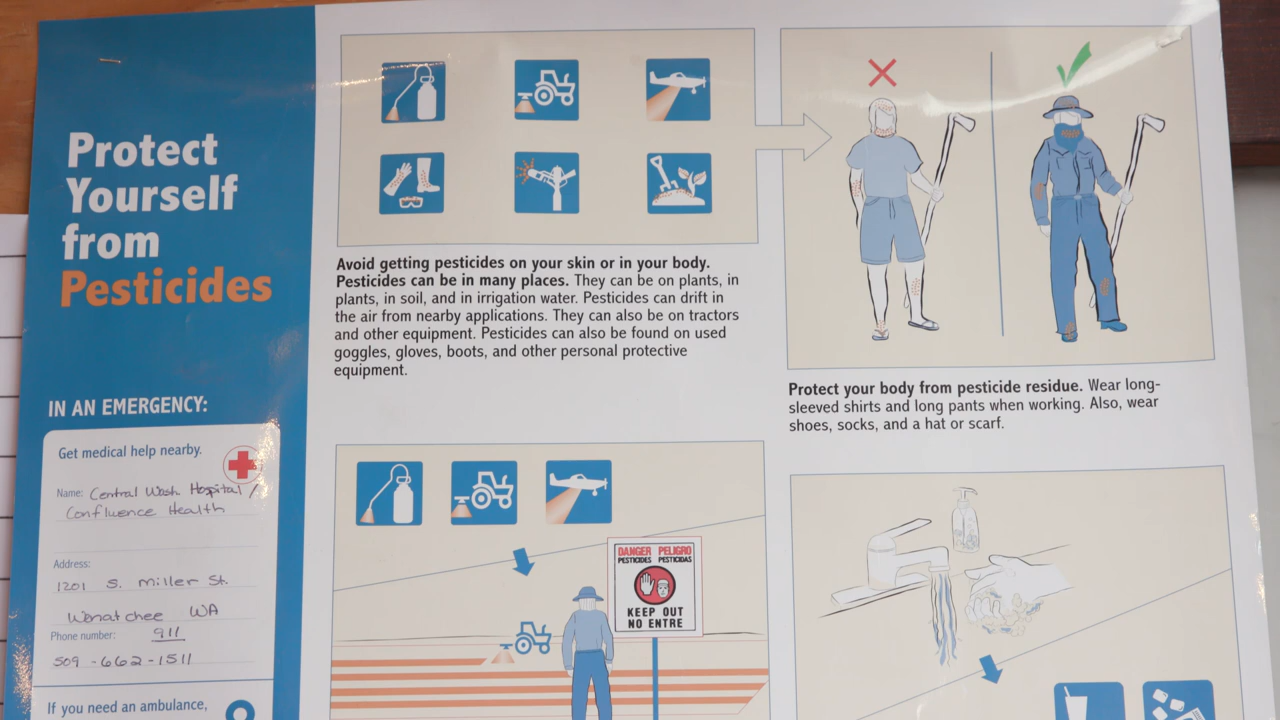 Protect
Yourself
from
Pesticides
IN AN EMERGENCY:
Get medical help nearby.
Name: Central Wash Hospital /
Confluence Health
Address:
1201 S. Miller St.
Wenatchee WA
Phone number: 911
509-662-1511
If you need an ambulance,
Avoid getting pesticides on your skin or in your body.
Pesticides can be in many places. They can be on plants, in
plants, in soil, and in irrigation water. Pesticides can drift in
the air from nearby applications. They can also be on tractors
and other equipment. Pesticides can also be found on used
goggles, gloves, boots, and other personal protective
equipment.
Protect your body from pesticide residue. Wear long-
sleeved shirts and long pants when working. Also, wear
shoes, socks, and a hat or scarf.
DANGER PELIGRO
PESTICIDES PESTICIDAS
KEEP OUT
NO ENTRE